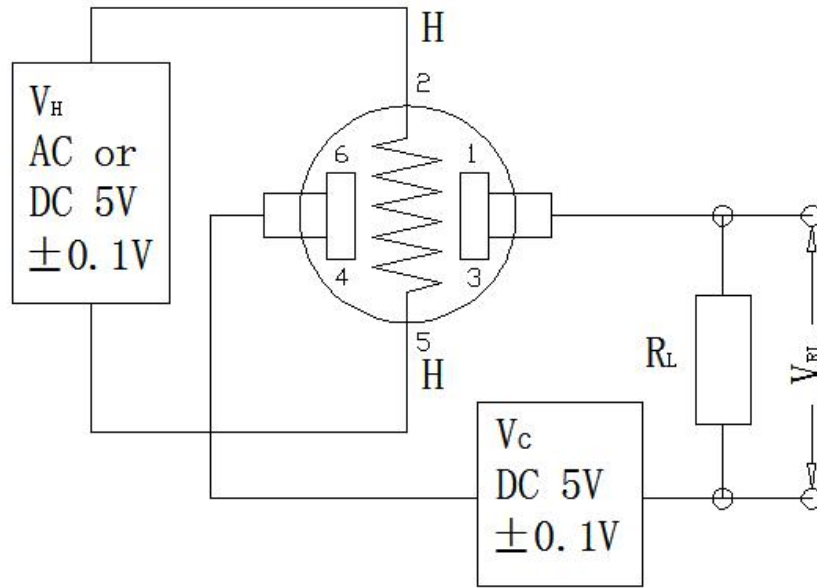 H
2
V_H
AC or
DC 5V
±0.1V
6
1
4
3
5
H
R_L
V_RL
V_C
DC 5V
±0.1V